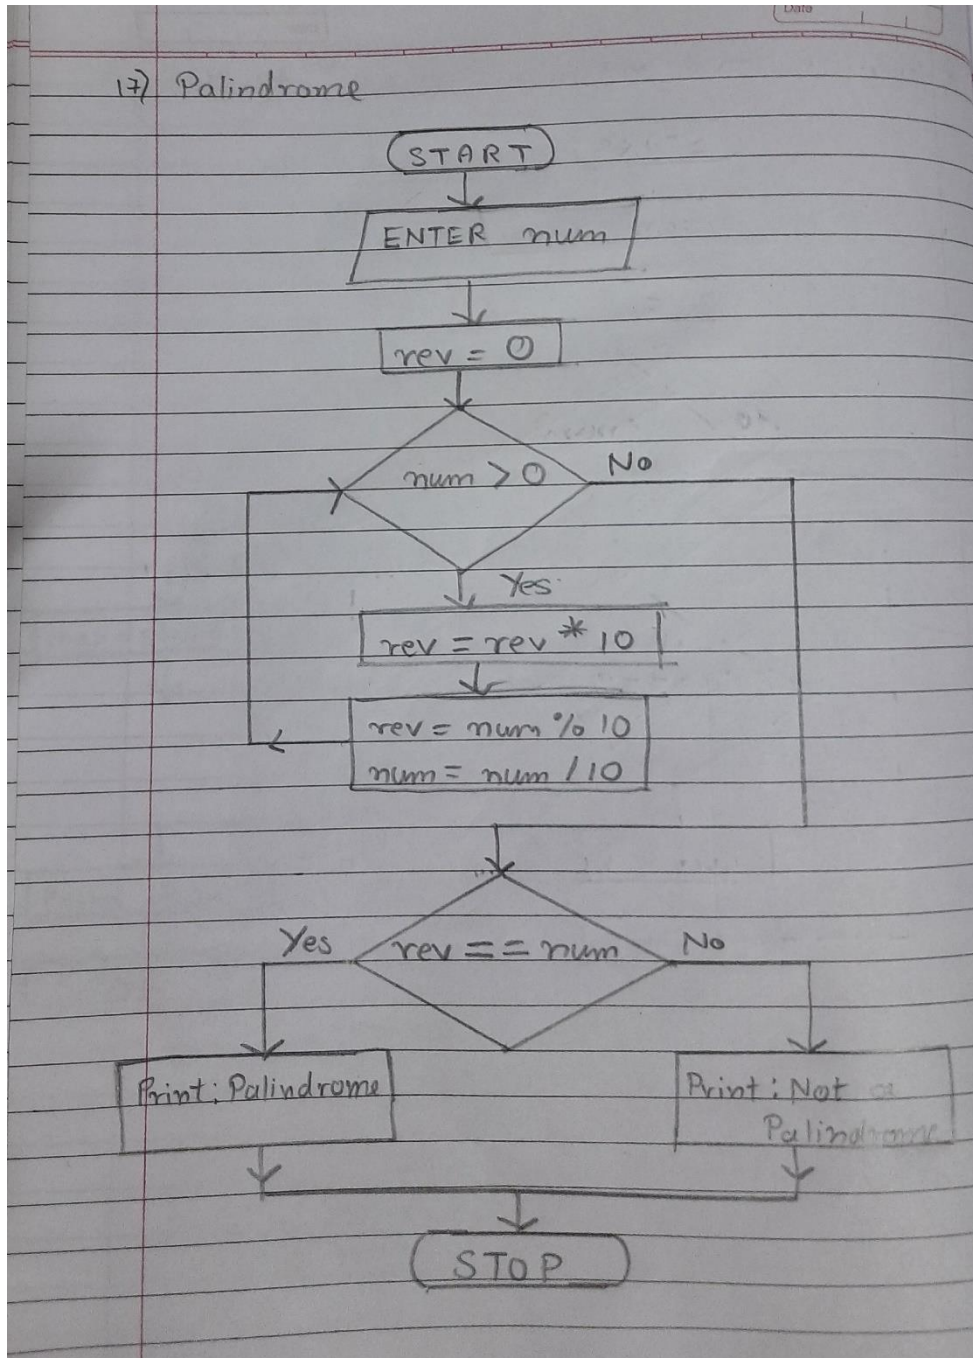 Date
17) Palindrome
START
ENTER num
rev = 0
num > 0
No
Yes
rev = rev * 10
rev = num % 10
num = num / 10
Yes
rev == num
No
Print: Palindrome
Print: Not a
Palindrome
STOP